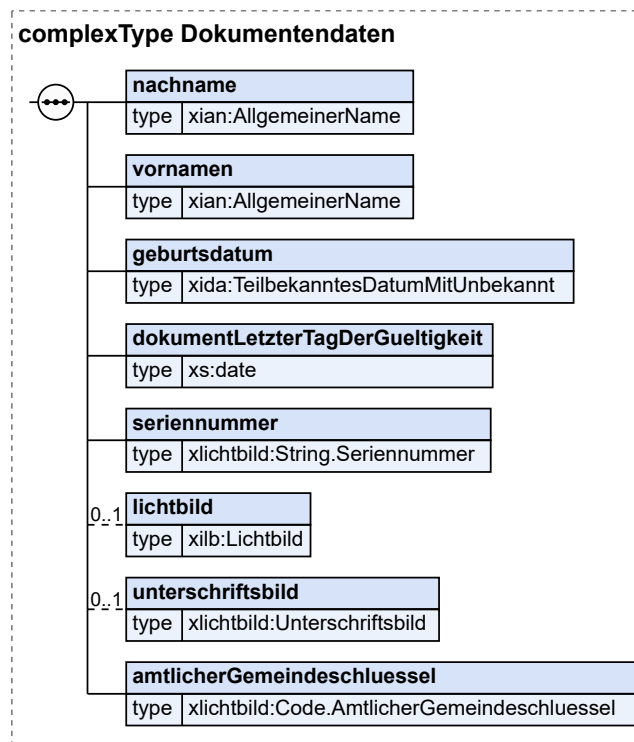 complexType Dokumentendaten
nachname
type xian:AllgemeinerName
vornamen
type xian:AllgemeinerName
geburtsdatum
type xida:TeilbekanntesDatumMitUnbekannt
dokumentLetzterTagDerGueltigkeit
type xs:date
seriennummer
type xlichtbild:String.Seriennummer
0..1 lichtbild
type xilb:Lichtbild
0..1 unterschriftsbild
type xlichtbild:Unterschriftsbild
amtlicherGemeindeschluessel
type xlichtbild:Code.AmtlicherGemeindeschluessel